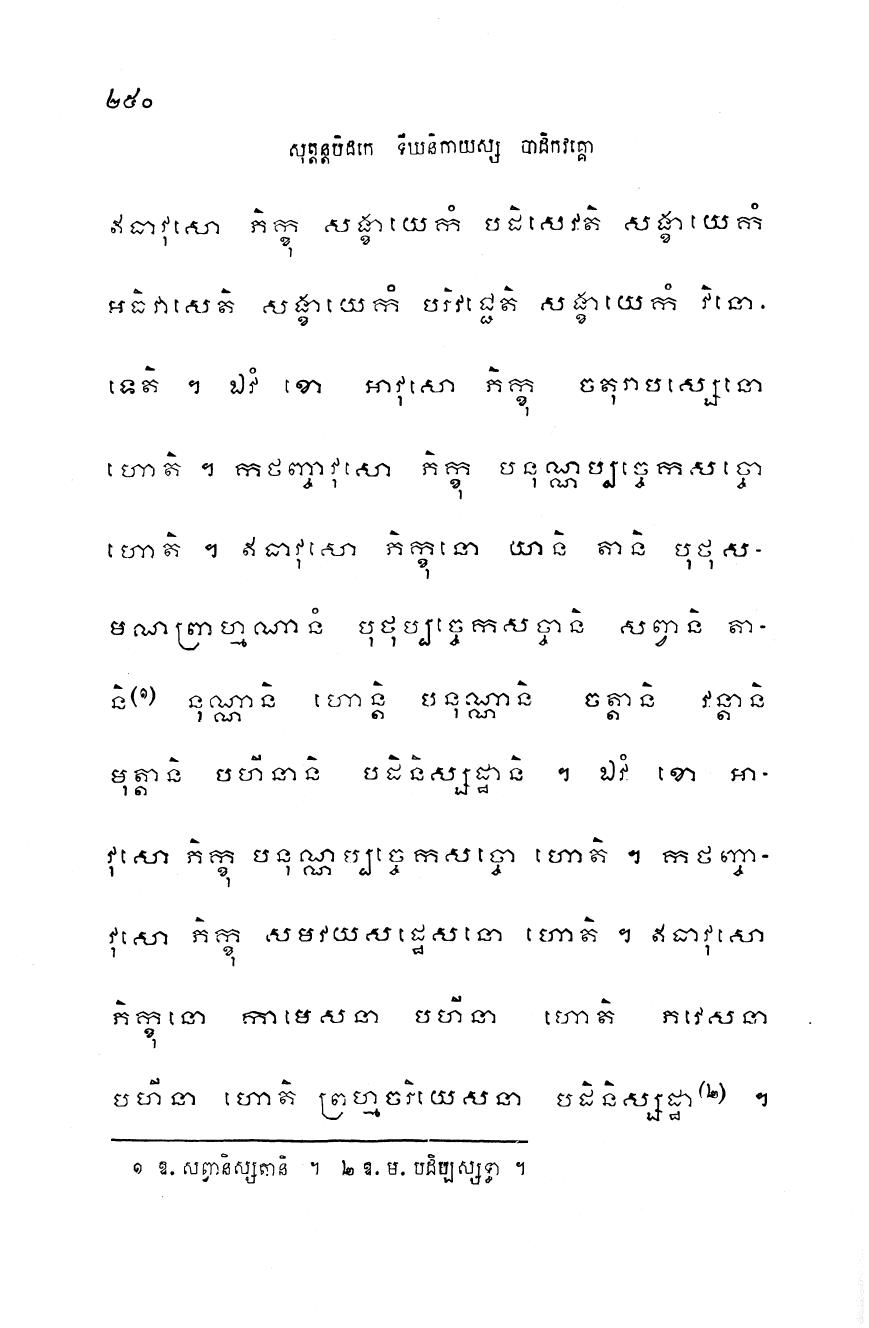 ២៥០
សុត្តន្តបិដកេ ទីឃនិកាយស្ស បាដិកវគ្គោ
ឥធាវុសោ ភិក្ខុ សង្ខាយេកំ បដិសេវតិ សង្ខាយេកំ
អធិវាសេតិ សង្ខាយេកំ បរិវជ្ជេតិ សង្ខាយេកំ វិនោ-
ទេតិ ។ ឯវំ ខោ អាវុសោ ភិក្ខុ ចតុរាបស្សេនោ
ហោតិ ។ កថញ្ចាវុសោ ភិក្ខុ បនុណ្ណប្បច្ចេកសច្ចោ
ហោតិ ។ ឥធាវុសោ ភិក្ខុនោ យានិ តានិ បុថុស-
មណព្រាហ្មណានំ បុថុប្បច្ចេកសច្ចានិ សព្វានិ តា-
និ(១) នុណ្ណានិ ហោន្តិ បនុណ្ណានិ ចត្តានិ វន្តានិ
មុត្តានិ បហីនានិ បដិនិស្សដ្ឋានិ ។ ឯវំ ខោ អា-
វុសោ ភិក្ខុ បនុណ្ណប្បច្ចេកសច្ចោ ហោតិ ។ កថញ្ចា-
វុសោ ភិក្ខុ សមវយសដ្ឋេសនោ ហោតិ ។ ឥធាវុសោ
ភិក្ខុនោ កាមេសនា បហីនា ហោតិ ភវេសនា
បហីនា ហោតិ ព្រហ្មចរិយេសនា បដិនិស្សដ្ឋា(២) ។
១ ឱ. សព្វានិស្សតានិ ។ ២ ឱ. ម. បដិប្បស្សទ្ធា ។